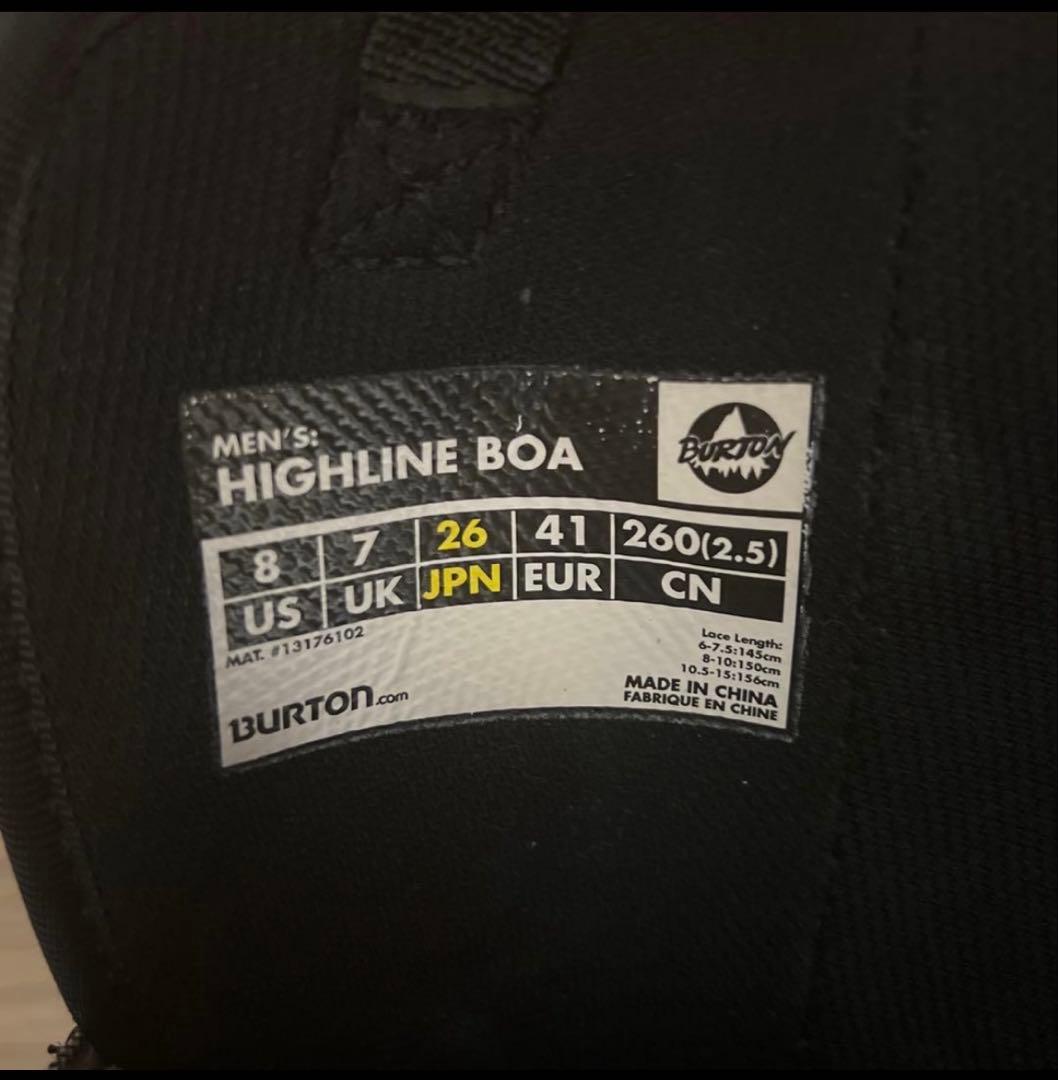 MEN'S:
HIGHLINE BOA
BURTON
8 7 26 41 260(2.5)
US UK JPN EUR CN
MAT. #13176102
Lace Length:
6-7.5:145cm
8-10:150cm
10.5-15:156cm
MADE IN CHINA
FABRIQUE EN CHINE
BURTON.com